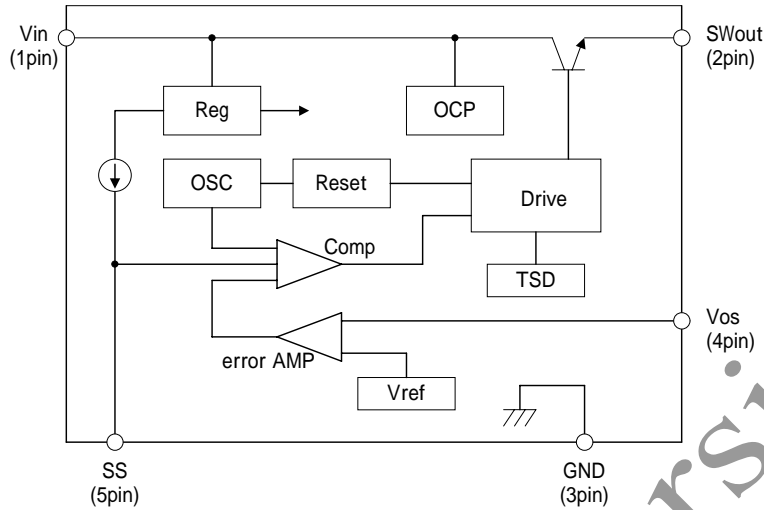 Vin
(1pin)
SWout
(2pin)
Reg
OCP
OSC
Reset
Drive
Comp
TSD
Vos
(4pin)
error AMP
Vref
SS
(5pin)
GND
(3pin)